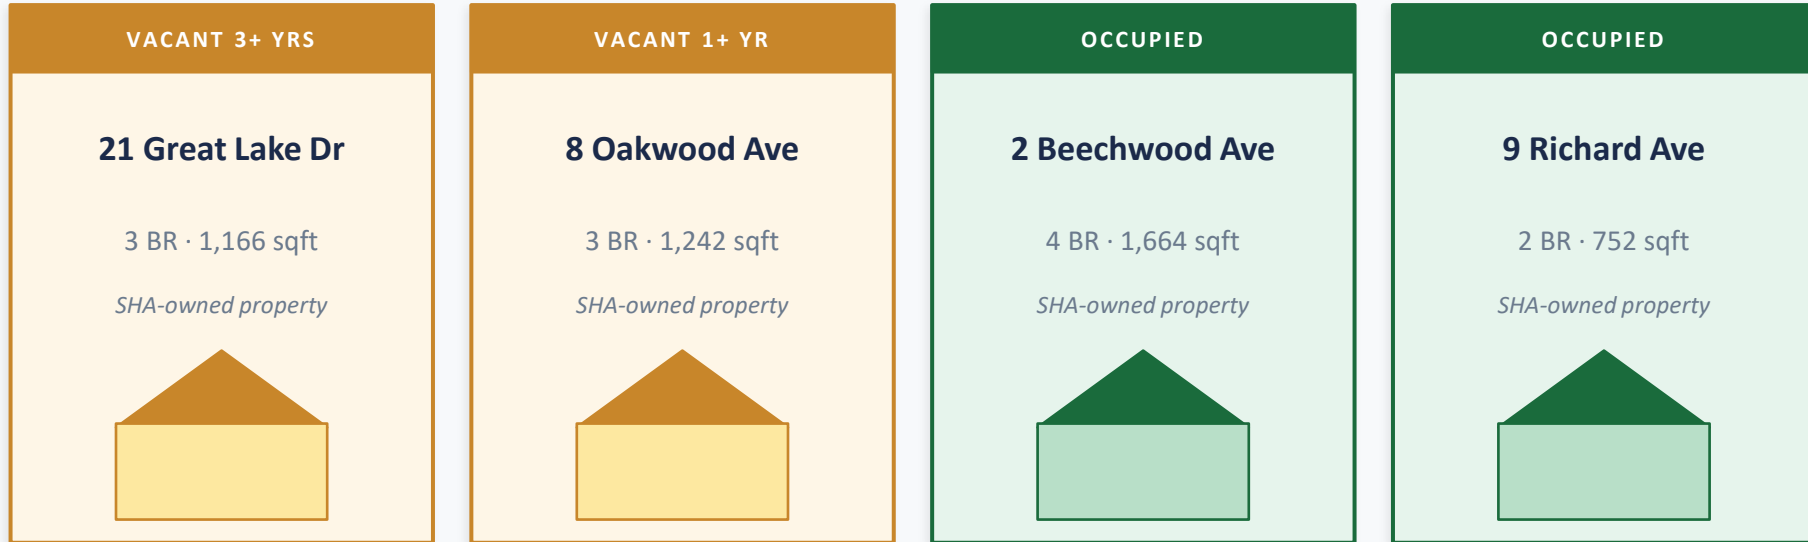 VACANT 3+ YRS
21 Great Lake Dr
3 BR · 1,166 sqft
SHA-owned property
VACANT 1+ YR
8 Oakwood Ave
3 BR · 1,242 sqft
SHA-owned property
OCCUPIED
2 Beechwood Ave
4 BR · 1,664 sqft
SHA-owned property
OCCUPIED
9 Richard Ave
2 BR · 752 sqft
SHA-owned property